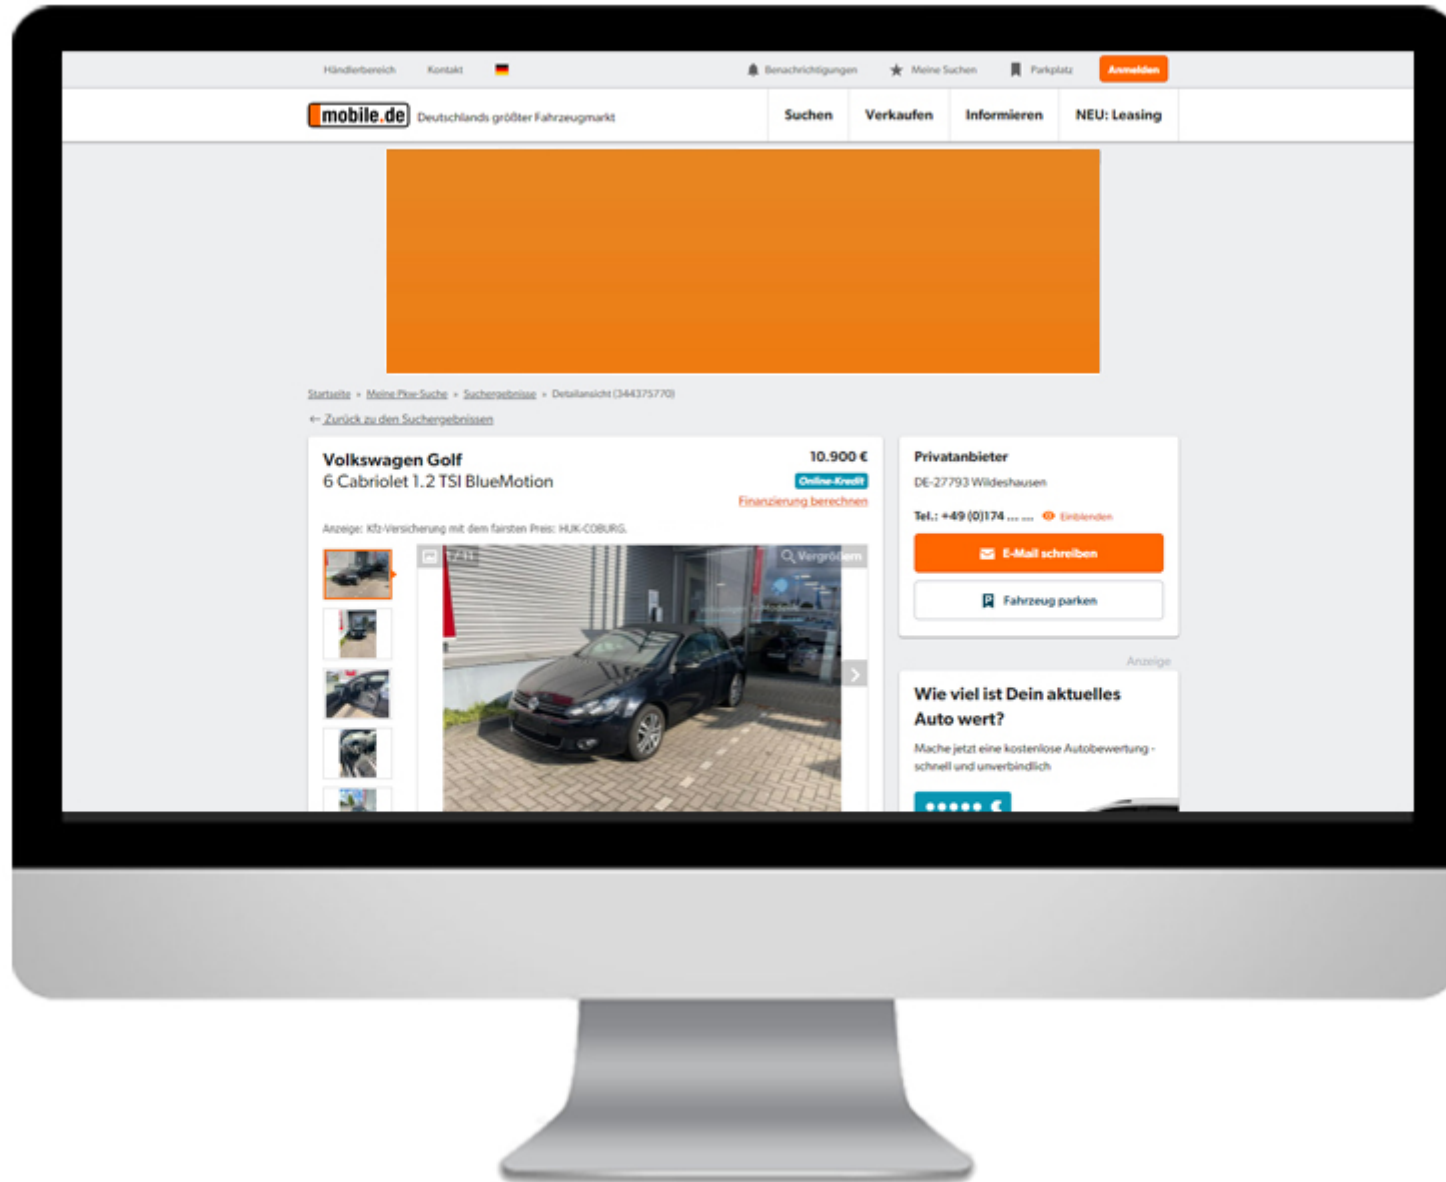 Händlerbereich Kontakt Benachrichtigungen Meine Suchen Parkplatz Anmelden
mobile.de Deutschlands größter Fahrzeugmarkt Suchen Verkaufen Informieren NEU: Leasing
Startseite » Meine Pkw-Suche » Suchergebnisse » Detailansicht (344375770)
← Zurück zu den Suchergebnissen
Volkswagen Golf 10.900 €
6 Cabriolet 1.2 TSI BlueMotion Online-Kredit
Finanzierung berechnen
Anzeige: Kfz-Versicherung mit dem fairsten Preis: HUK-COBURG.
1 / 11 Vergrößern
Privatanbieter
DE-27793 Wildeshausen
Tel.: +49 (0)174 ... ... Einblenden
E-Mail schreiben
Fahrzeug parken
Anzeige
Wie viel ist Dein aktuelles
Auto wert?
Mache jetzt eine kostenlose Autobewertung -
schnell und unverbindlich